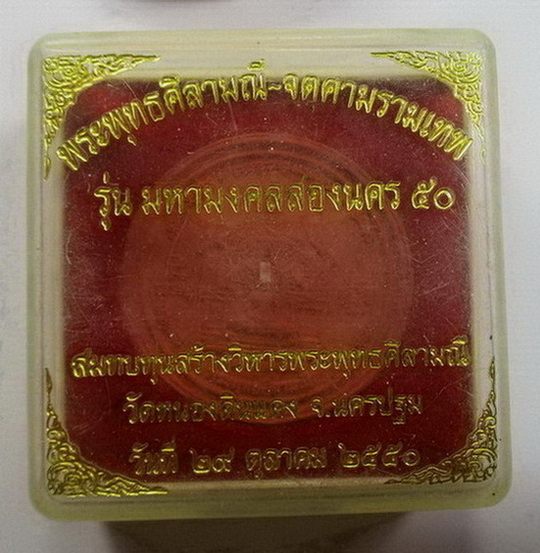 พระพุทธศิลามณี~จตุคามรามเทพ
รุ่น มหามงคลสองนคร ๕๐
สมทบทุนสร้างวิหารพระพุทธศิลามณี
วัดหนองดินแดง จ.นครปฐม
วันที่ ๒๙ ตุลาคม ๒๕๕๐